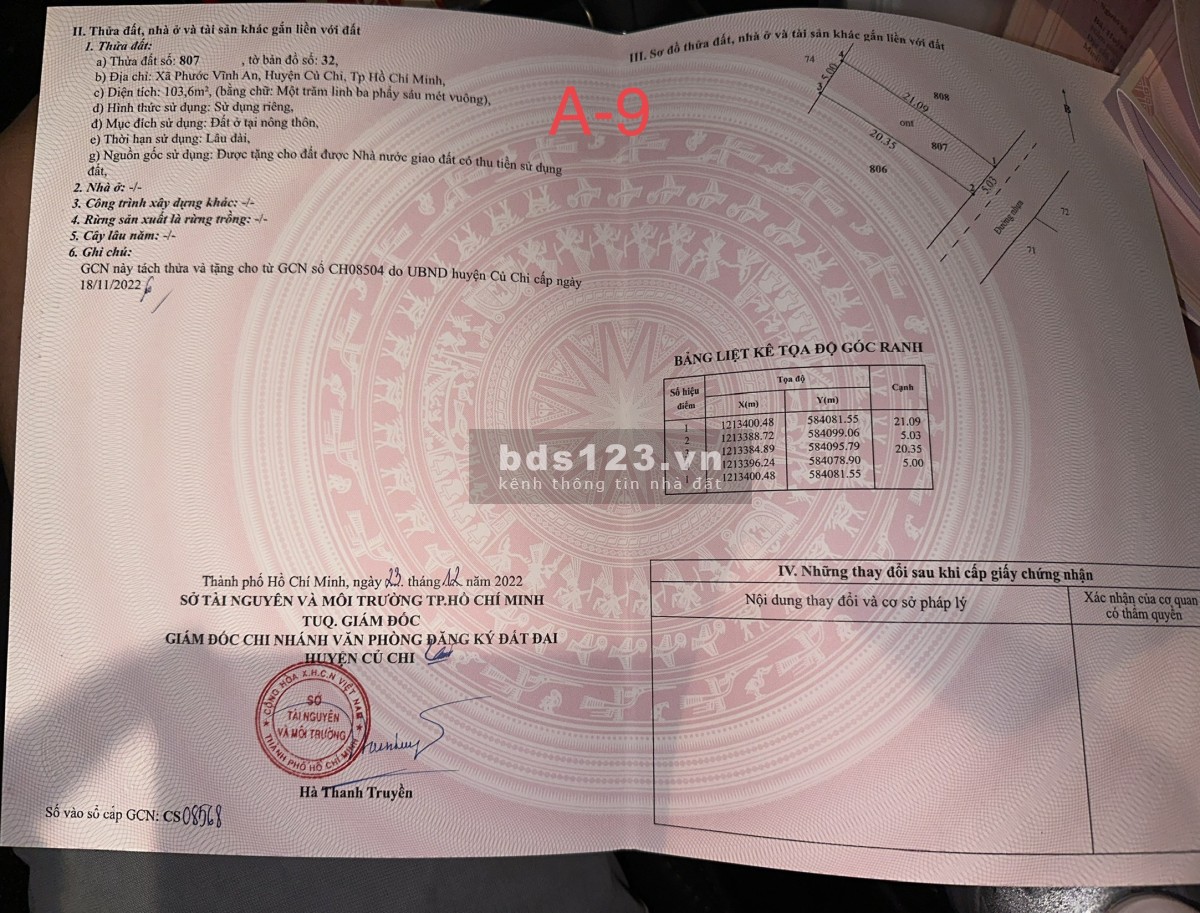 II. Thửa đất, nhà ở và tài sản khác gắn liền với đất
1. Thửa đất:
a) Thửa đất số: 807 , tờ bản đồ số: 32,
b) Địa chỉ: Xã Phước Vĩnh An, Huyện Củ Chi, Tp Hồ Chí Minh,
c) Diện tích: 103,6m², (bằng chữ: Một trăm linh ba phẩy sáu mét vuông),
d) Hình thức sử dụng: Sử dụng riêng,
đ) Mục đích sử dụng: Đất ở tại nông thôn,
e) Thời hạn sử dụng: Lâu dài,
g) Nguồn gốc sử dụng: Được tặng cho đất được Nhà nước giao đất có thu tiền sử dụng
đất,
2. Nhà ở: -/-
3. Công trình xây dựng khác: -/-
4. Rừng sản xuất là rừng trồng: -/-
5. Cây lâu năm: -/-
6. Ghi chú:
GCN này tách thửa và tặng cho từ GCN số CH08504 do UBND huyện Củ Chi cấp ngày
18/11/2022
A-9
III. Sơ đồ thửa đất, nhà ở và tài sản khác gắn liền với đất
74
4
5.00
3
21.09
808
B
ont
20.35
807
806
1
2
5.03
Đường nhựa
72
71
BẢNG LIỆT KÊ TỌA ĐỘ GÓC RANH
Số hiệu điểm Tọa độ Cạnh
X(m) Y(m)
1 1213400.48 584081.55 21.09
2 1213388.72 584099.06 5.03
1213384.89 584095.79 20.35
1213396.24 584078.90 5.00
1 1213400.48 584081.55
bds123.vn
kênh thông tin nhà đất
Thành phố Hồ Chí Minh, ngày 23 tháng 12 năm 2022
SỞ TÀI NGUYÊN VÀ MÔI TRƯỜNG TP.HỒ CHÍ MINH
TUQ. GIÁM ĐỐC
GIÁM ĐỐC CHI NHÁNH VĂN PHÒNG ĐĂNG KÝ ĐẤT ĐAI
HUYỆN CỦ CHI
CỘNG HÒA X.H.C.N VIỆT NAM
SỞ
TÀI NGUYÊN
VÀ MÔI TRƯỜNG
THÀNH PHỐ HỒ CHÍ MINH
Hà Thanh Truyền
Số vào sổ cấp GCN: CS 08568
IV. Những thay đổi sau khi cấp giấy chứng nhận
Nội dung thay đổi và cơ sở pháp lý
Xác nhận của cơ quan
có thẩm quyền